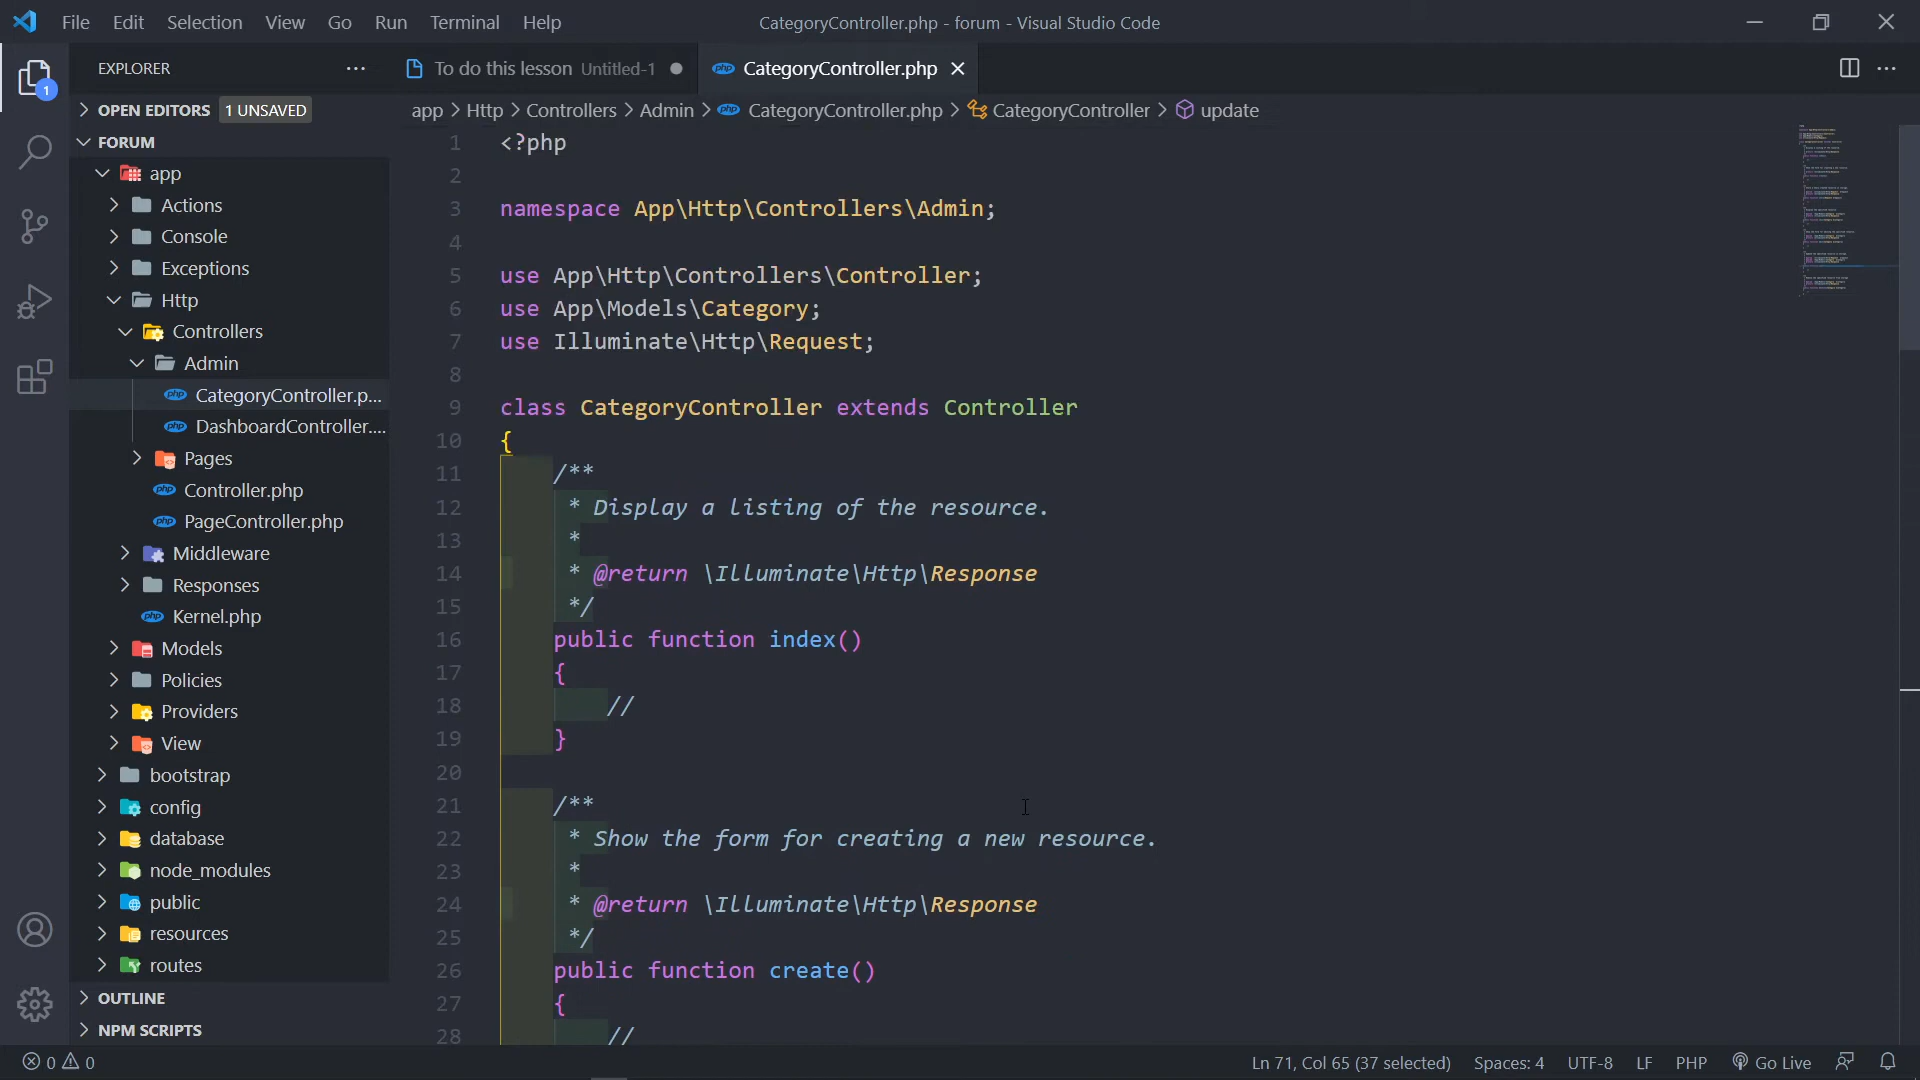 File Edit Selection View Go Run Terminal Help
CategoryController.php - forum - Visual Studio Code
EXPLORER
To do this lesson Untitled-1
php CategoryController.php
1
OPEN EDITORS 1 UNSAVED
app > Http > Controllers > Admin > php CategoryController.php > CategoryController > update
FORUM
app
Actions
Console
Exceptions
Http
Controllers
Admin
php CategoryController.p...
php DashboardController....
Pages
php Controller.php
php PageController.php
Middleware
Responses
php Kernel.php
Models
Policies
Providers
View
bootstrap
config
database
node_modules
public
resources
routes
OUTLINE
NPM SCRIPTS
1 <?php
2
3 namespace App\Http\Controllers\Admin;
4
5 use App\Http\Controllers\Controller;
6 use App\Models\Category;
7 use Illuminate\Http\Request;
8
9 class CategoryController extends Controller
10 {
11 /**
12 * Display a listing of the resource.
13 *
14 * @return \Illuminate\Http\Response
15 */
16 public function index()
17 {
18 //
19 }
20
21 /**
22 * Show the form for creating a new resource.
23 *
24 * @return \Illuminate\Http\Response
25 */
26 public function create()
27 {
28 //
0 0
Ln 71, Col 65 (37 selected) Spaces: 4 UTF-8 LF PHP Go Live